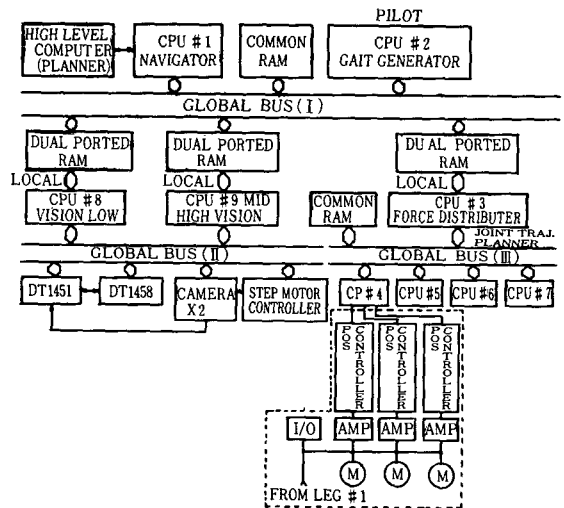 PILOT
HIGH LEVEL
COMPUTER
(PLANNER)
CPU #1
NAVIGATOR
COMMON
RAM
CPU #2
GAIT GENERATOR
GLOBAL BUS (I)
DUAL PORTED
RAM
DUAL PORTED
RAM
DUAL PORTED
RAM
LOCAL
LOCAL
LOCAL
CPU #8
VISION LOW
CPU #9 MID
HIGH VISION
COMMON
RAM
CPU #3
FORCE DISTRIBUTER
JOINT TRAJ.
PLANNER
GLOBAL BUS (II)
GLOBAL BUS (III)
DT1451
DT1458
CAMERA
X2
STEP MOTOR
CONTROLLER
CP #4
CPU#5
CPU#6
CPU#7
POS
CONTROLLER
POS
CONTROLLER
POS
CONTROLLER
I/O
AMP
AMP
AMP
M
M
M
FROM LEG #1